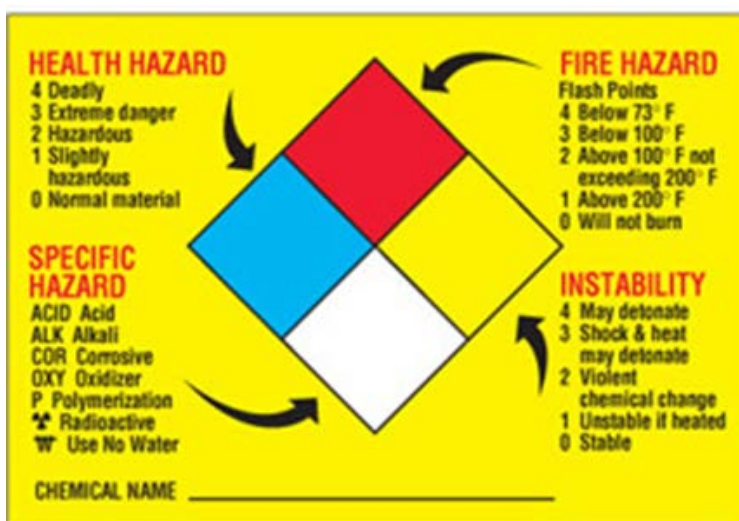 HEALTH HAZARD
4 Deadly
3 Extreme danger
2 Hazardous
1 Slightly
hazardous
0 Normal material
FIRE HAZARD
Flash Points
4 Below 73° F
3 Below 100° F
2 Above 100° F not
exceeding 200° F
1 Above 200° F
0 Will not burn
SPECIFIC
HAZARD
ACID Acid
ALK Alkali
COR Corrosive
OXY Oxidizer
P Polymerization
☢ Radioactive
W Use No Water
INSTABILITY
4 May detonate
3 Shock & heat
may detonate
2 Violent
chemical change
1 Unstable if heated
0 Stable
CHEMICAL NAME